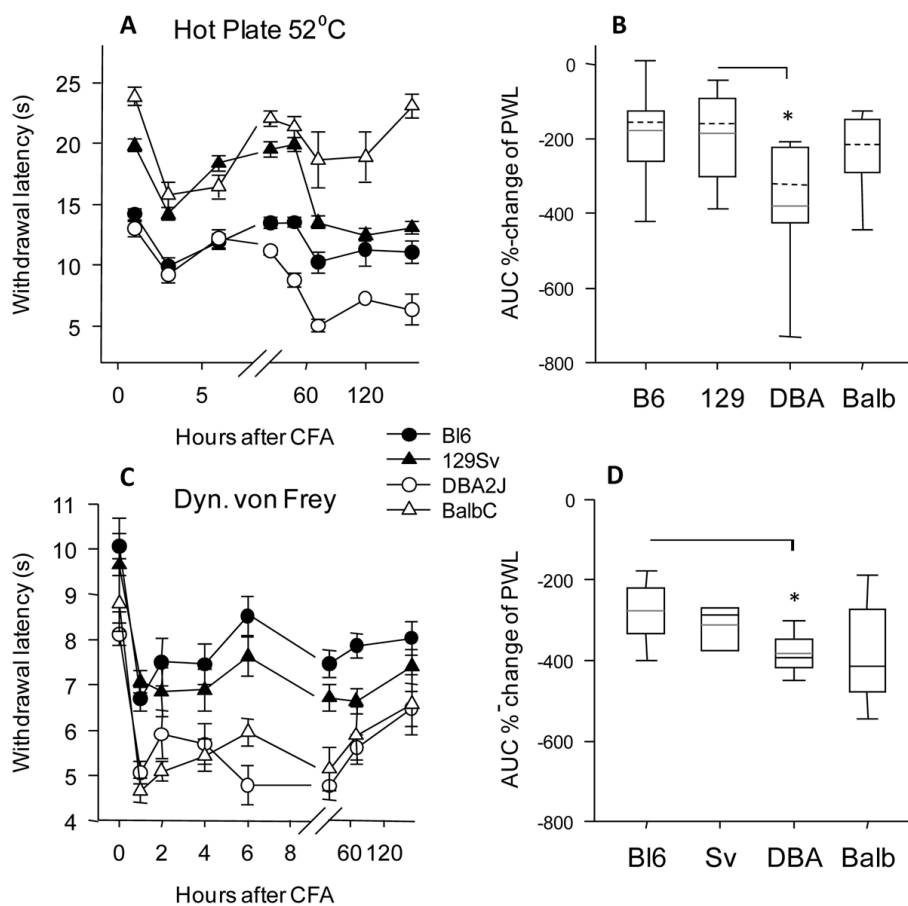 A
Hot Plate 52⁰C
Withdrawal latency (s)
25
20
15
10
5
0
5
60
120
Hours after CFA
B
AUC %-change of PWL
0
-200
-400
-600
-800
*
B6
129
DBA
Balb
Bl6
129Sv
DBA2J
BalbC
C
Dyn. von Frey
Withdrawal latency (s)
11
10
9
8
7
6
5
4
0
2
4
6
8
60
120
Hours after CFA
D
AUC %-change of PWL
0
-200
-400
-600
-800
*
Bl6
Sv
DBA
Balb